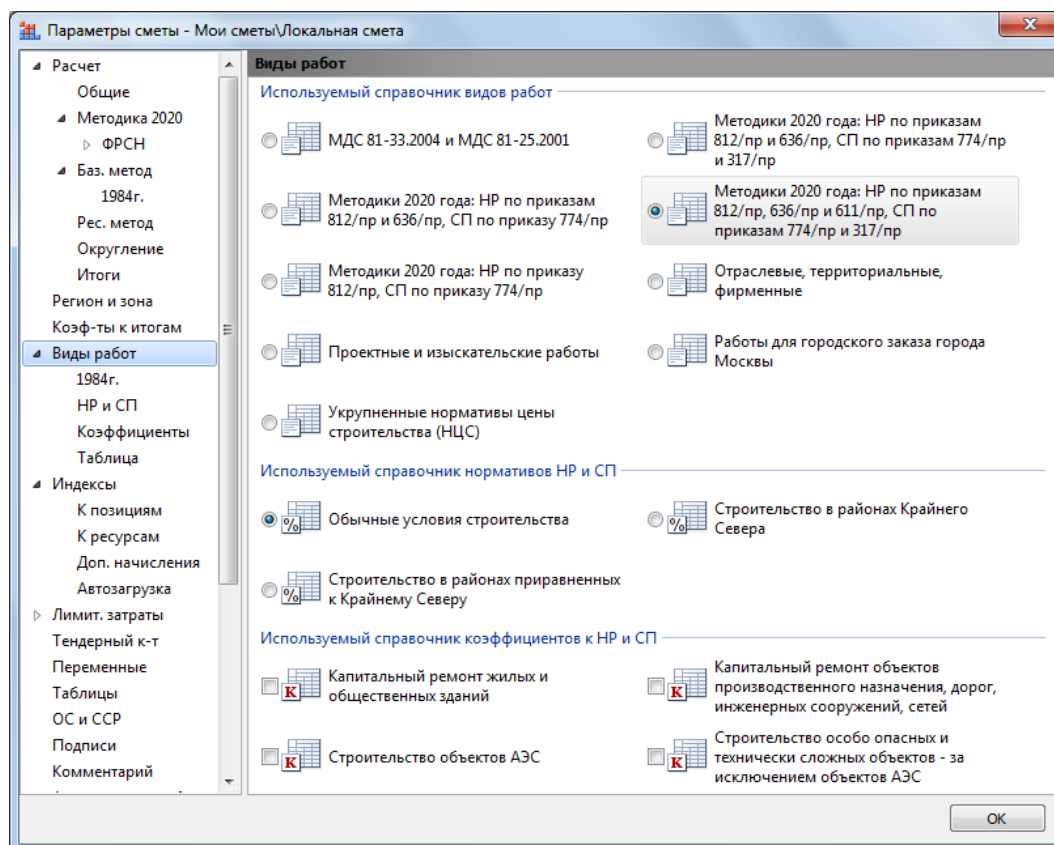 Параметры сметы - Мои сметы\Локальная смета
Расчет
Общие
Методика 2020
ФРСН
Баз. метод
1984г.
Рес. метод
Округление
Итоги
Регион и зона
Коэф-ты к итогам
Виды работ
1984г.
НР и СП
Коэффициенты
Таблица
Индексы
К позициям
К ресурсам
Доп. начисления
Автозагрузка
Лимит. затраты
Тендерный к-т
Переменные
Таблицы
ОС и ССР
Подписи
Комментарий
Виды работ
Используемый справочник видов работ
МДС 81-33.2004 и МДС 81-25.2001
Методики 2020 года: НР по приказам
812/пр и 636/пр, СП по приказам 774/пр
и 317/пр
Методики 2020 года: НР по приказам
812/пр и 636/пр, СП по приказу 774/пр
Методики 2020 года: НР по приказам
812/пр, 636/пр и 611/пр, СП по
приказам 774/пр и 317/пр
Методики 2020 года: НР по приказу
812/пр, СП по приказу 774/пр
Отраслевые, территориальные,
фирменные
Проектные и изыскательские работы
Работы для городского заказа города
Москвы
Укрупненные нормативы цены
строительства (НЦС)
Используемый справочник нормативов НР и СП
%
Обычные условия строительства
%
Строительство в районах Крайнего
Севера
%
Строительство в районах приравненных
к Крайнему Северу
Используемый справочник коэффициентов к НР и СП
К
Капитальный ремонт жилых и
общественных зданий
К
Капитальный ремонт объектов
производственного назначения, дорог,
инженерных сооружений, сетей
К
Строительство объектов АЭС
К
Строительство особо опасных и
технически сложных объектов - за
исключением объектов АЭС
ОК